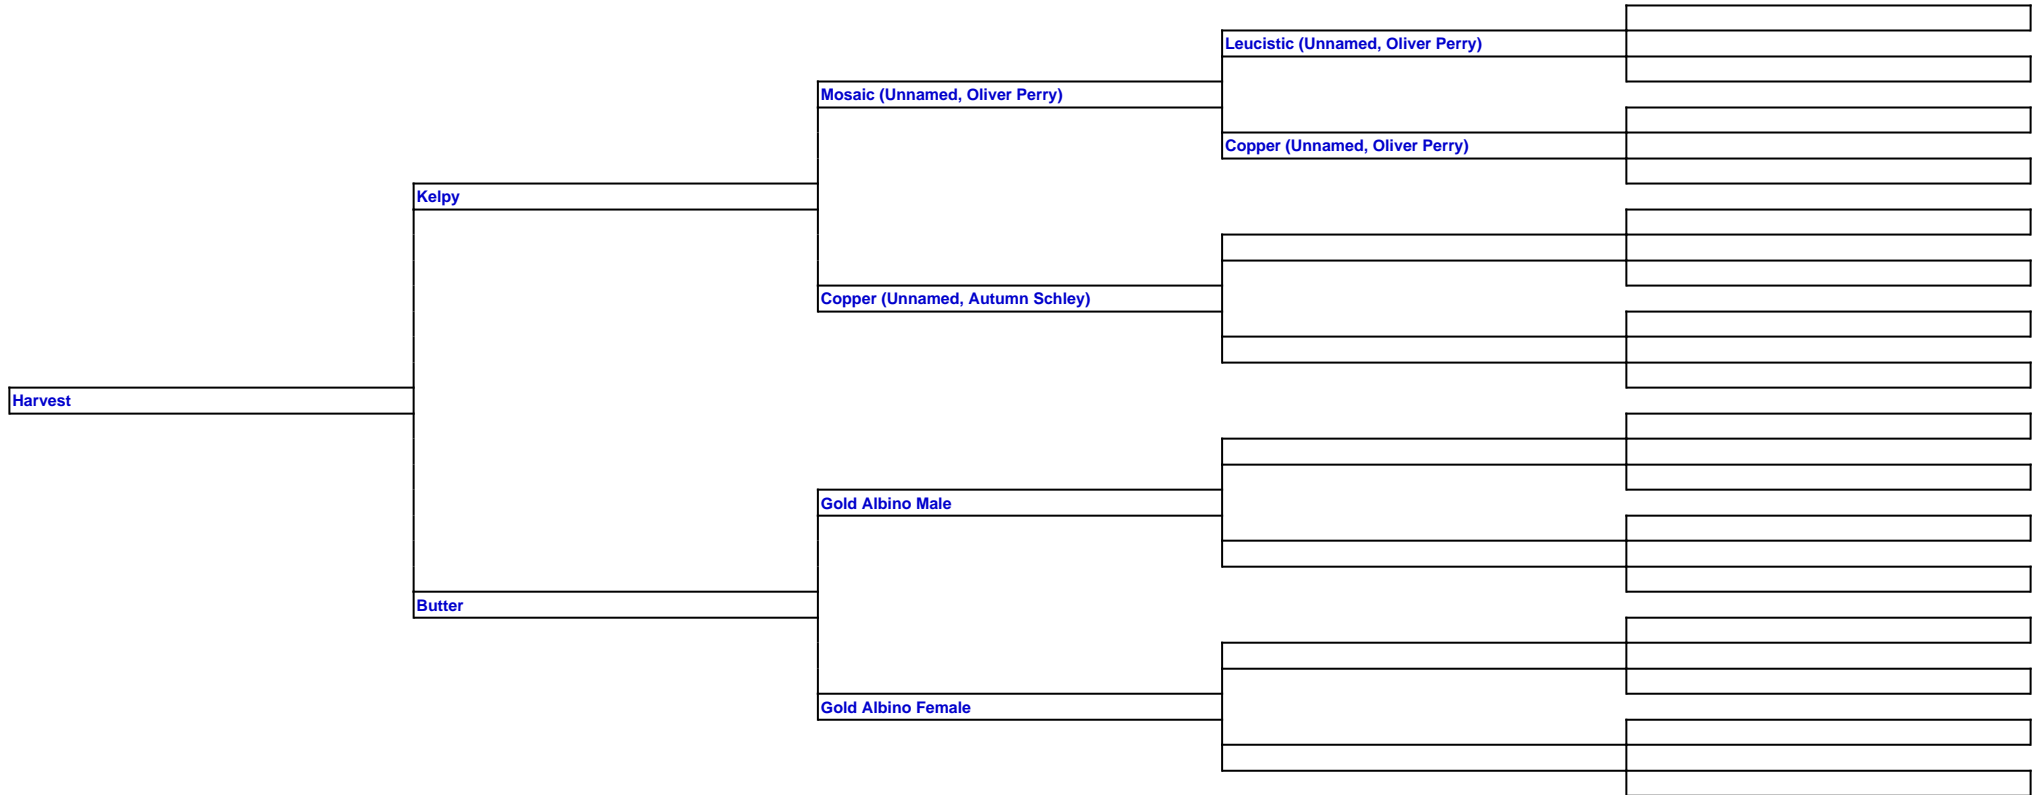 Leucistic (Unnamed, Oliver Perry)
Mosaic (Unnamed, Oliver Perry)
Copper (Unnamed, Oliver Perry)
Kelpy
Copper (Unnamed, Autumn Schley)
Harvest
Gold Albino Male
Butter
Gold Albino Female